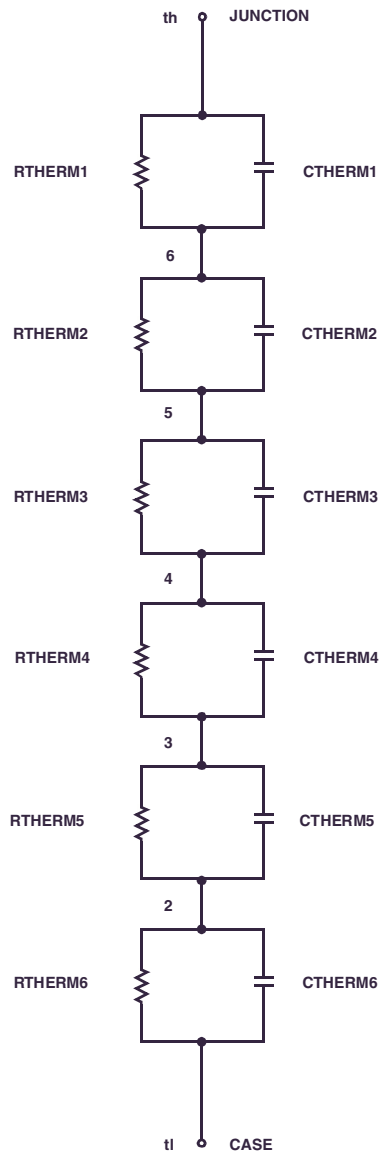 th JUNCTION
RTHERM1 CTHERM1
6
RTHERM2 CTHERM2
5
RTHERM3 CTHERM3
4
RTHERM4 CTHERM4
3
RTHERM5 CTHERM5
2
RTHERM6 CTHERM6
tl CASE